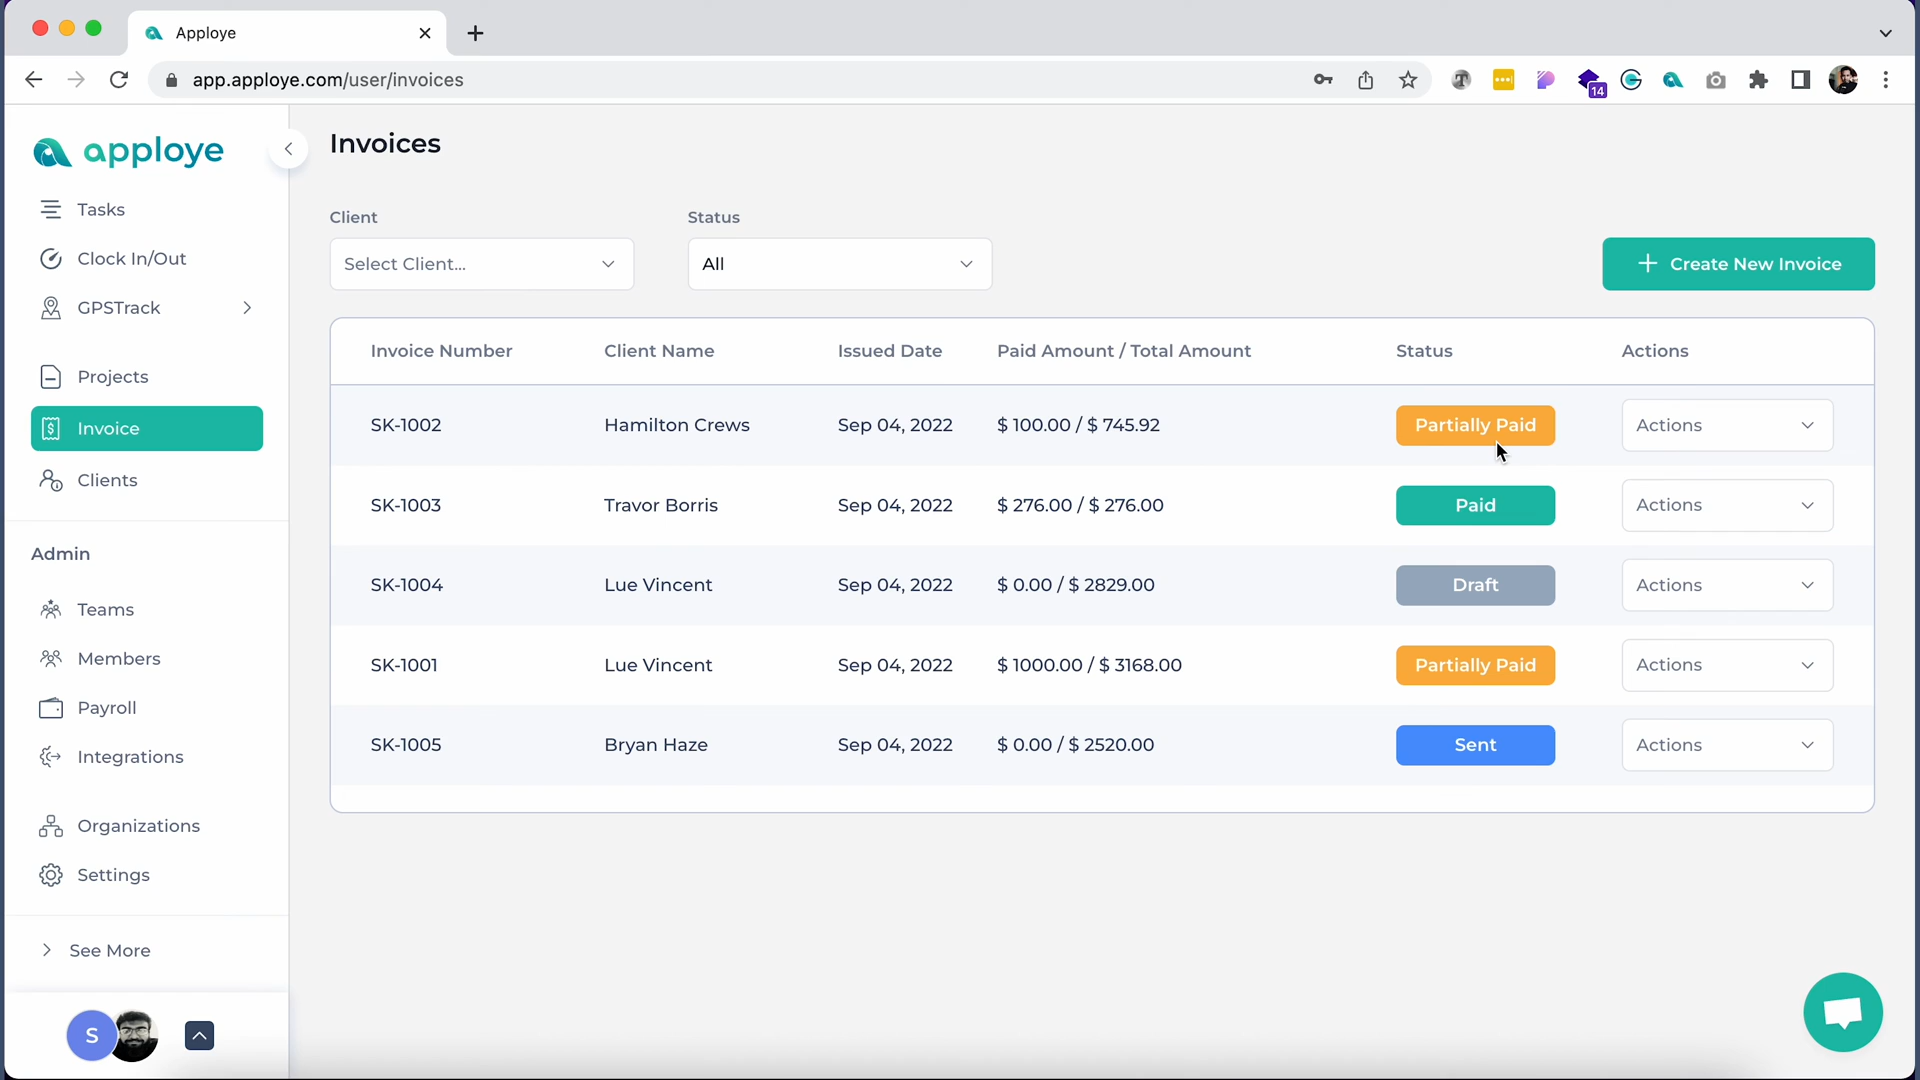 Apploye
app.apploye.com/user/invoices
14
apploye
Invoices
Tasks
Clock In/Out
GPSTrack
Projects
Invoice
Clients
Admin
Teams
Members
Payroll
Integrations
Organizations
Settings
See More
S
Client
Status
Select Client...
All
Create New Invoice
Invoice Number Client Name Issued Date Paid Amount / Total Amount Status Actions
SK-1002 Hamilton Crews Sep 04, 2022 $ 100.00 / $ 745.92 Partially Paid Actions
SK-1003 Travor Borris Sep 04, 2022 $ 276.00 / $ 276.00 Paid Actions
SK-1004 Lue Vincent Sep 04, 2022 $ 0.00 / $ 2829.00 Draft Actions
SK-1001 Lue Vincent Sep 04, 2022 $ 1000.00 / $ 3168.00 Partially Paid Actions
SK-1005 Bryan Haze Sep 04, 2022 $ 0.00 / $ 2520.00 Sent Actions